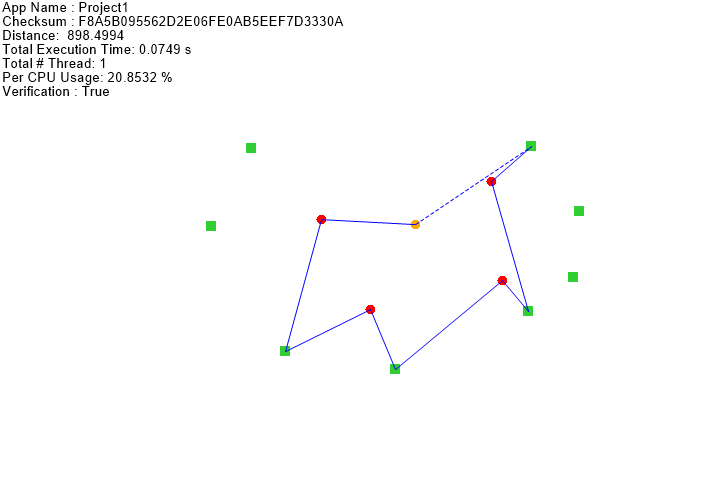 App Name : Project1
Checksum : F8A5B095562D2E06FE0AB5EEF7D3330A
Distance:  898.4994
Total Execution Time: 0.0749 s
Total # Thread: 1
Per CPU Usage: 20.8532 %
Verification : True